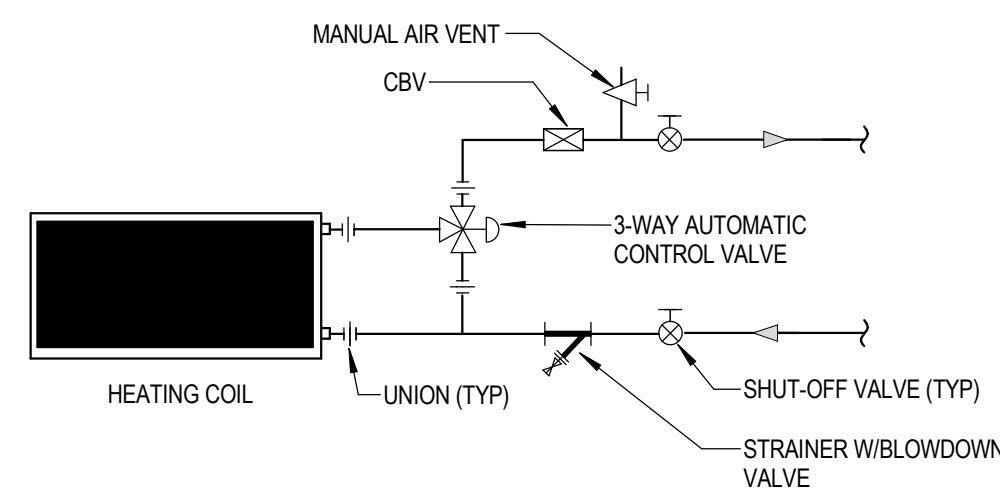 MANUAL AIR VENT
CBV
3-WAY AUTOMATIC
CONTROL VALVE
HEATING COIL
UNION (TYP)
SHUT-OFF VALVE (TYP)
STRAINER W/BLOWDOWN
VALVE